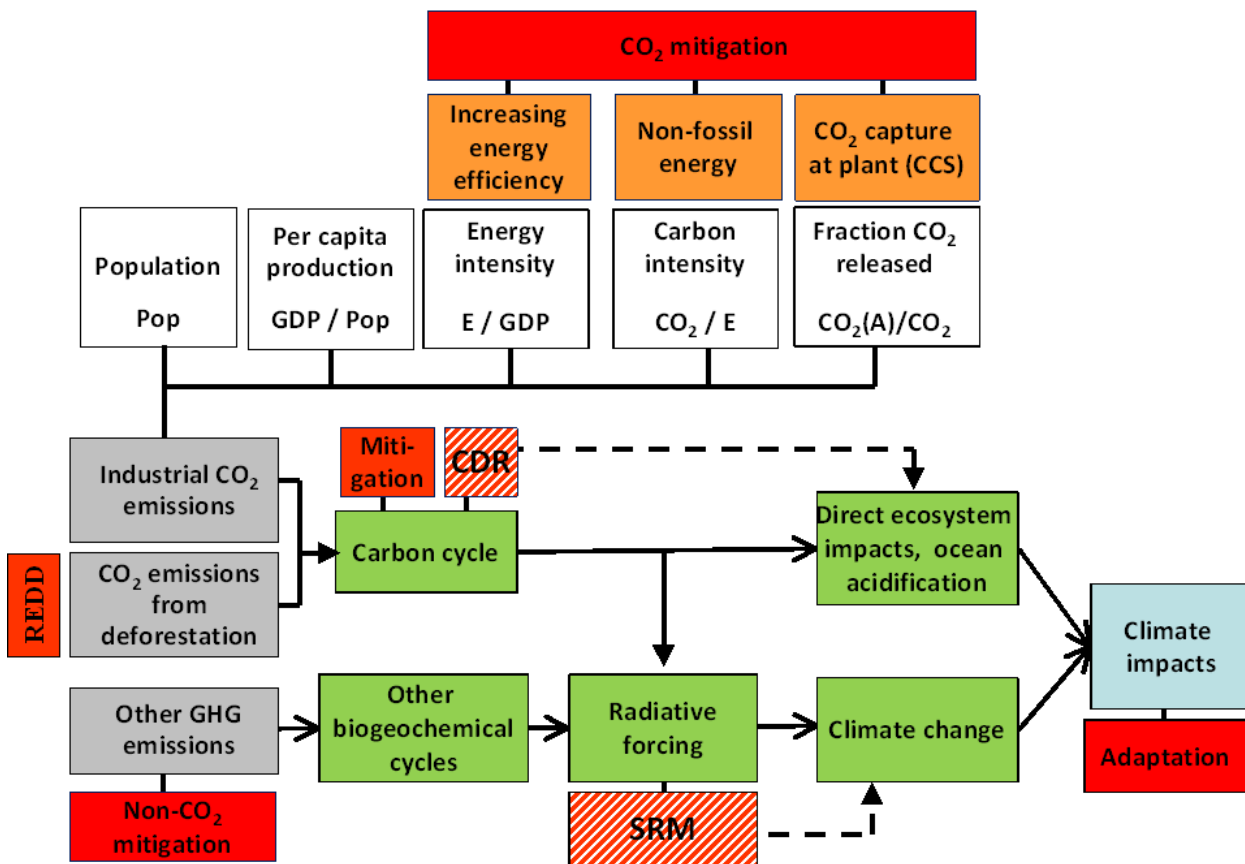 CO₂ mitigation
Increasing
energy
efficiency
Non-fossil
energy
CO₂ capture
at plant (CCS)
Population
Pop
Per capita
production
GDP / Pop
Energy
intensity
E / GDP
Carbon
intensity
CO₂ / E
Fraction CO₂
released
CO₂(A)/CO₂
Industrial CO₂
emissions
Miti-
gation
CDR
Carbon cycle
Direct ecosystem
impacts, ocean
acidification
REDD
CO₂ emissions
from
deforestation
Climate
impacts
Other GHG
emissions
Other
biogeochemical
cycles
Radiative
forcing
Climate change
Adaptation
Non-CO₂
mitigation
SRM